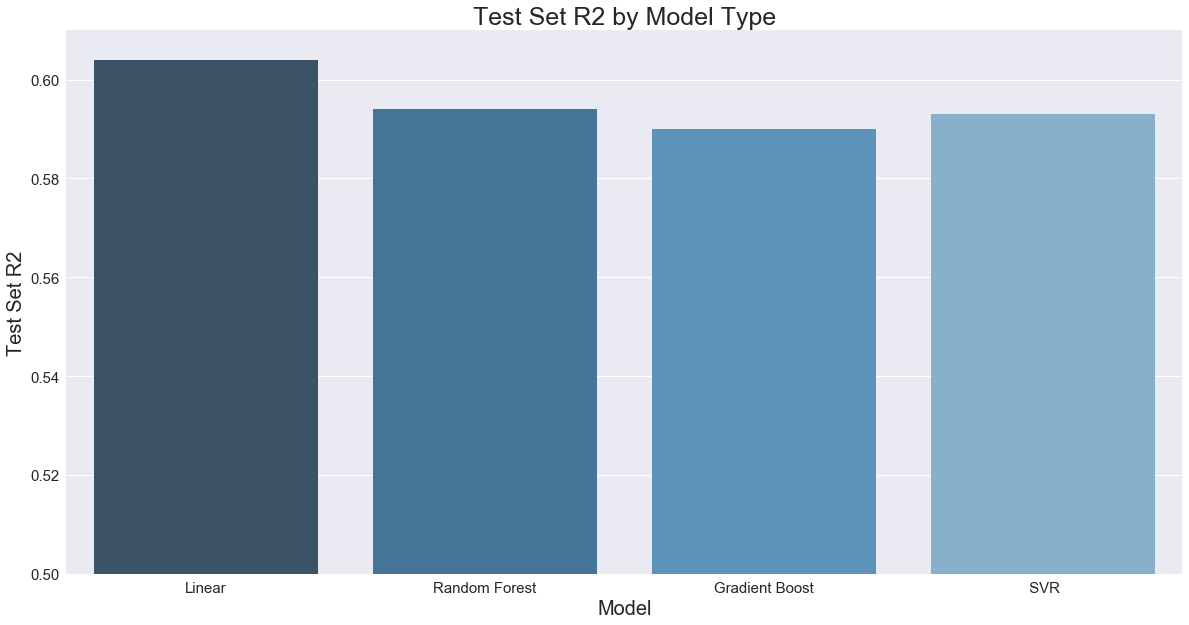 Test Set R2 by Model Type
Test Set R2
0.60
0.58
0.56
0.54
0.52
0.50
Linear
Random Forest
Gradient Boost
SVR
Model